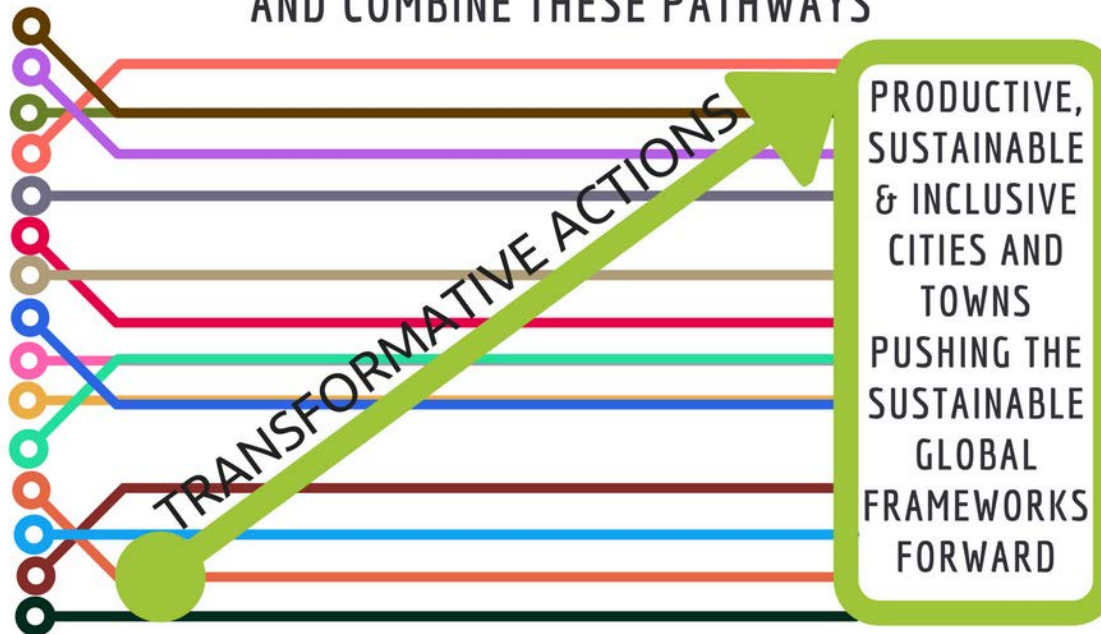 AND COMBINE THESE PATHWAYS
TRANSFORMATIVE ACTIONS
PRODUCTIVE,
SUSTAINABLE
& INCLUSIVE
CITIES AND
TOWNS
PUSHING THE
SUSTAINABLE
GLOBAL
FRAMEWORKS
FORWARD